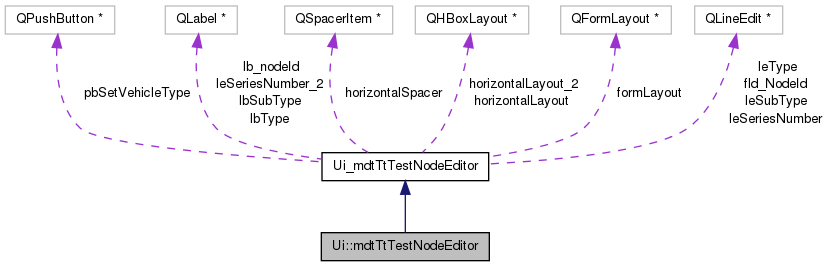 QPushButton *
QLabel *
QSpacerItem *
QHBoxLayout *
QFormLayout *
QLineEdit *
pbSetVehicleType
lb_nodeId
leSeriesNumber_2
lbSubType
lbType
horizontalSpacer
horizontalLayout_2
horizontalLayout
formLayout
leType
fld_NodeId
leSubType
leSeriesNumber
Ui_mdtTtTestNodeEditor
Ui::mdtTtTestNodeEditor